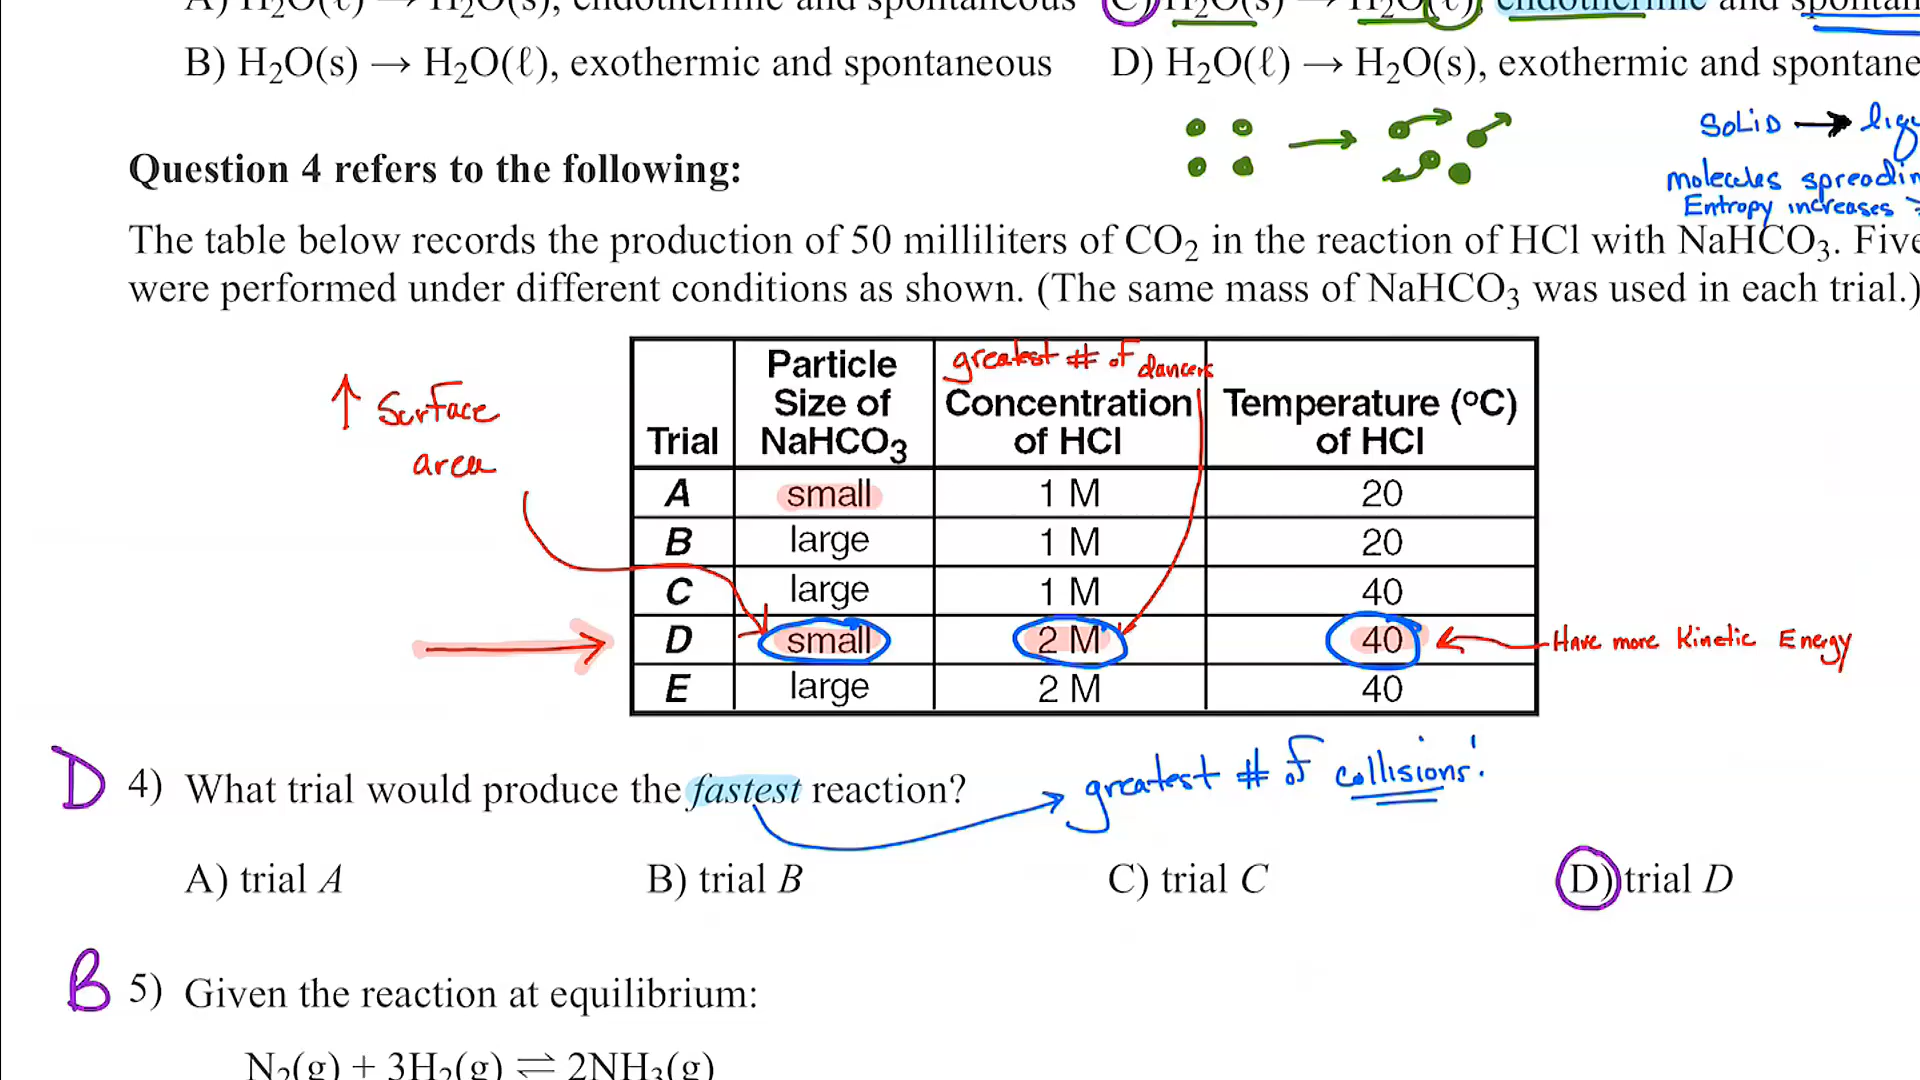 B) H₂O(s) → H₂O(ℓ), exothermic and spontaneous D) H₂O(ℓ) → H₂O(s), exothermic and
SOLID →
molecules
Entropy increases
Question 4 refers to the following:
The table below records the production of 50 milliliters of CO₂ in the reaction of HCl with NaHCO₃. Five
were performed under different conditions as shown. (The same mass of NaHCO₃ was used in each trial.)
↑ Surface
area
greatest # of dancers
Trial
Particle
Size of
NaHCO₃
Concentration
of HCl
Temperature (ºC)
of HCl
A small 1 M 20
B large 1 M 20
C large 1 M 40
D small 2 M 40
E large 2 M 40
Have more Kinetic Energy
D 4) What trial would produce the fastest reaction?
greatest # of collisions!
A) trial A B) trial B C) trial C D) trial D
B 5) Given the reaction at equilibrium:
N₂(g) + 3H₂(g) ⇌ 2NH₃(g)